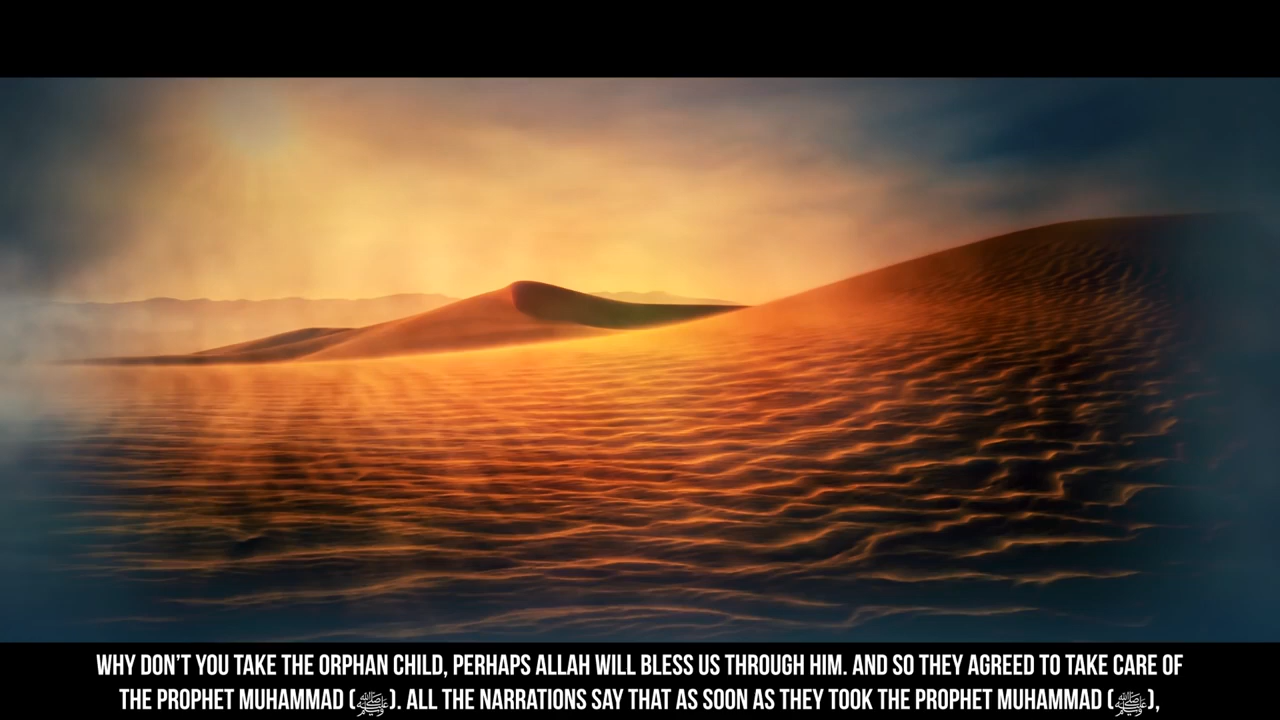 WHY DON'T YOU TAKE THE ORPHAN CHILD, PERHAPS ALLAH WILL BLESS US THROUGH HIM. AND SO THEY AGREED TO TAKE CARE OF
THE PROPHET MUHAMMAD (ﷺ). ALL THE NARRATIONS SAY THAT AS SOON AS THEY TOOK THE PROPHET MUHAMMAD (ﷺ),